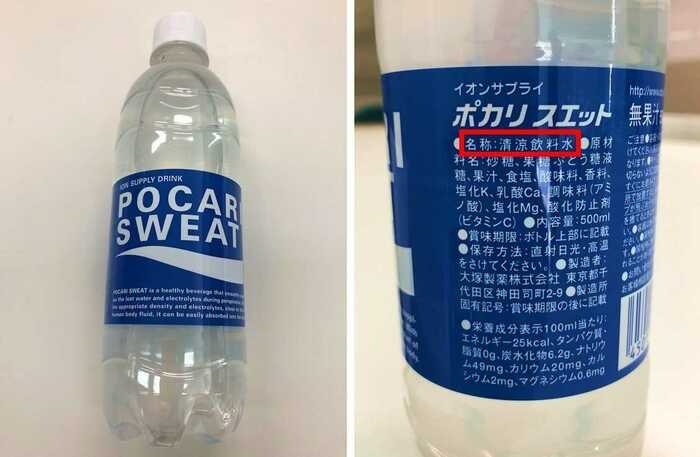 ION SUPPLY DRINK
POCARI
SWEAT
POCARI SWEAT is a healthy beverage that
as the lost water and electrolytes during
the appropriate density and electrolytes,
human body fluid, it can be easily absorbed
イオンサプライ
ポカリ スエット
●名称:清涼飲料水●原材
料名:砂糖、果糖ぶどう糖液
糖、果汁、食塩、酸味料、香料、
塩化K、乳酸Ca、調味料(アミ
ノ酸)、塩化Mg、酸化防止剤
(ビタミンC) ●内容量:500ml
●賞味期限:ボトル上部に記載
●保存方法:直射日光・高温
をさけてください。●製造者:
大塚製薬株式会社 東京都千
代田区神田司町2-9 ●製造所
固有記号:賞味期限の後に記載
●栄養成分表示100ml当たり:
エネルギー25kcal、タンパク質、
脂質0g、炭水化物6.2g、ナトリウ
ム49mg、カリウム20mg、カル
シウム2mg、マグネシウム0.6mg
http://www.
無果汁